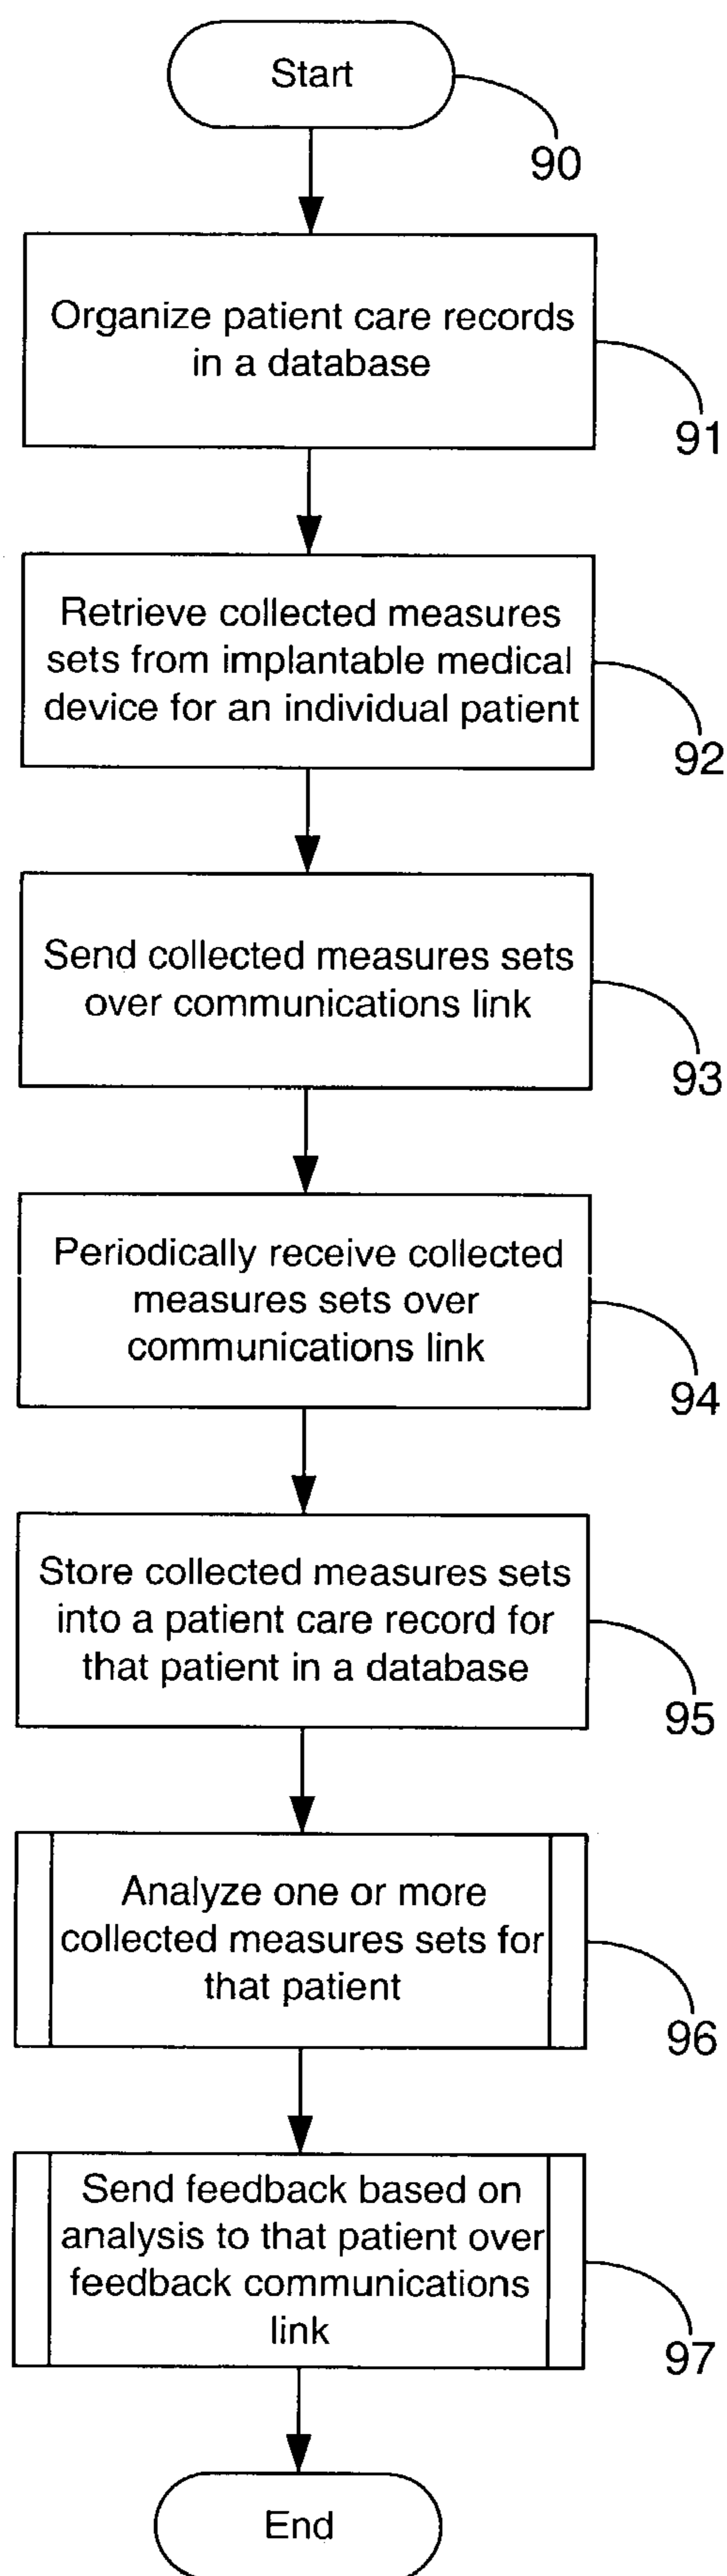 Start
90
Organize patient care records
in a database
91
Retrieve collected measures
sets from implantable medical
device for an individual patient
92
Send collected measures sets
over communications link
93
Periodically receive collected
measures sets over
communications link
94
Store collected measures sets
into a patient care record for
that patient in a database
95
Analyze one or more
collected measures sets for
that patient
96
Send feedback based on
analysis to that patient over
feedback communications
link
97
End